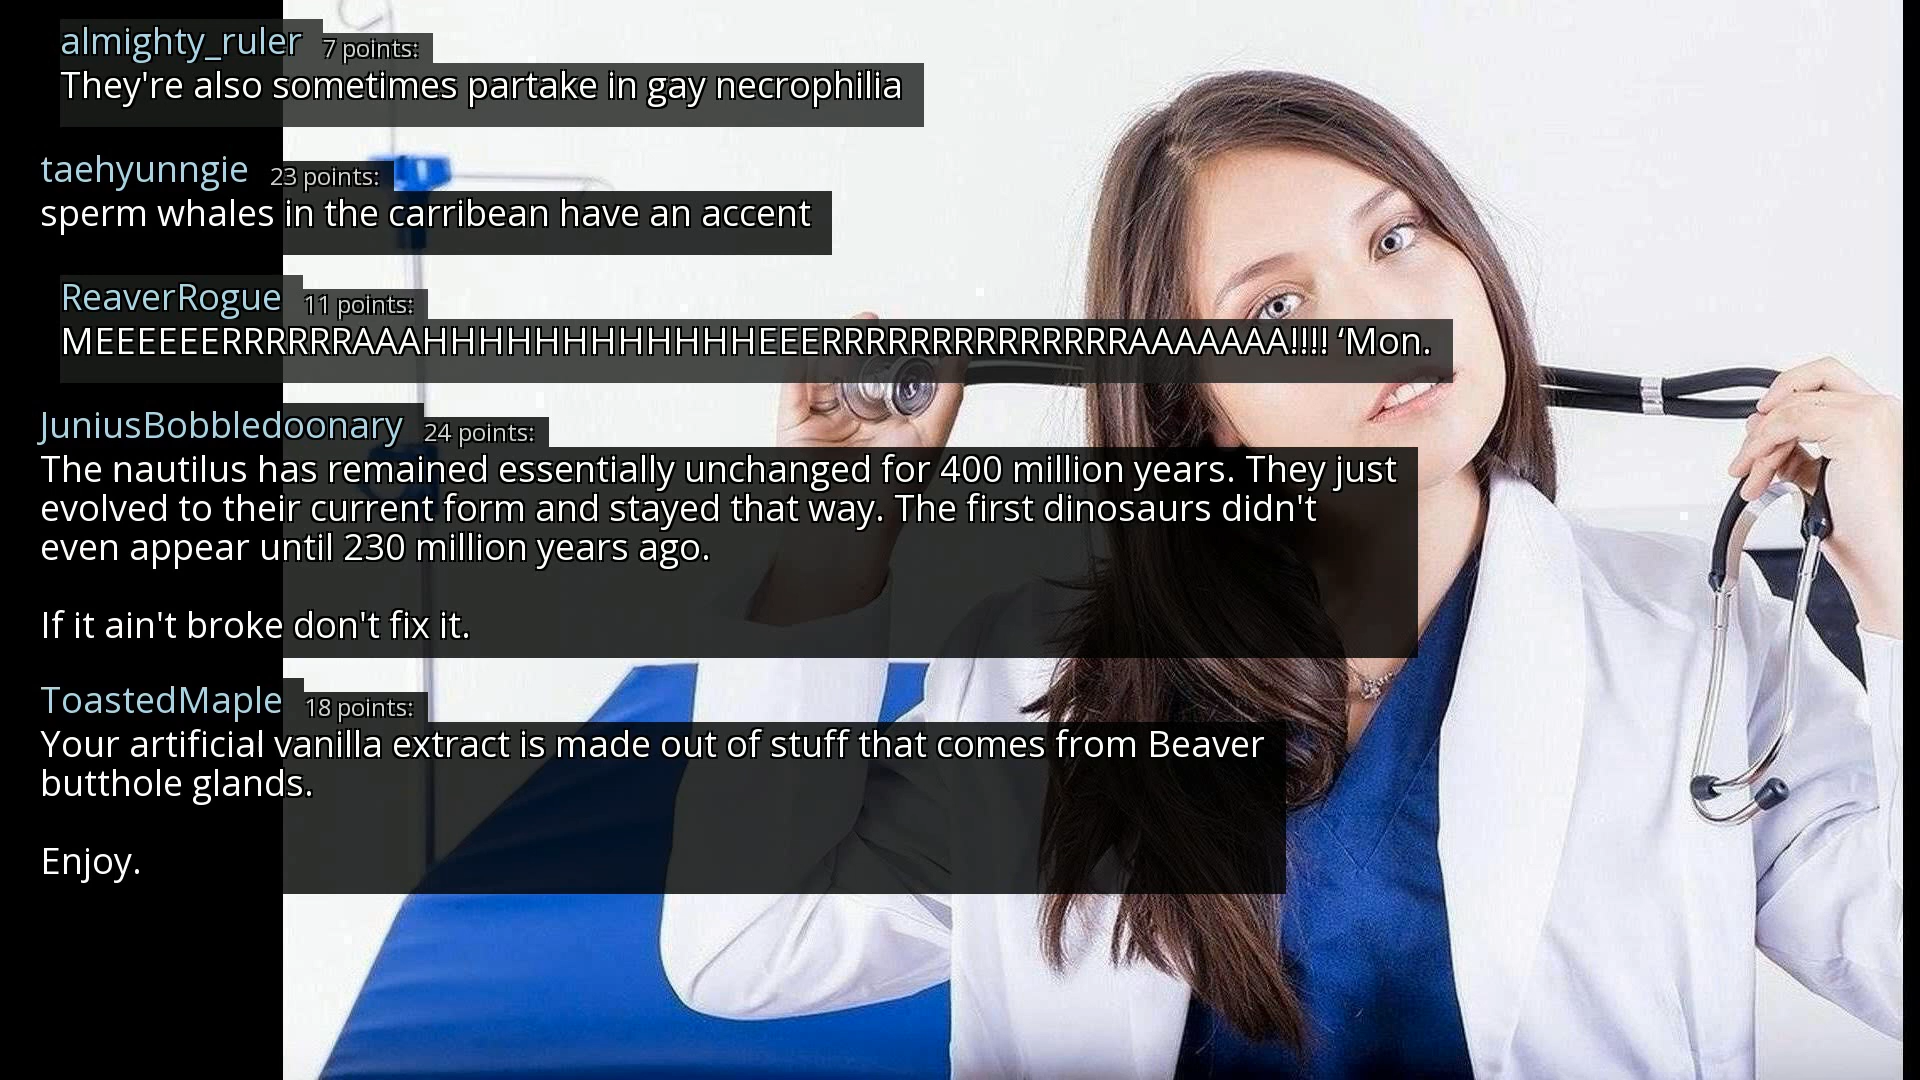 almighty_ruler 7 points:
They're also sometimes partake in gay necrophilia
taehyunngie 23 points:
sperm whales in the carribean have an accent
ReaverRogue 11 points:
MEEEEEERRRRRRAAAHHHHHHHHHHHHEEERRRRRRRRRRRRRRAAAAAAA!!!! ‘Mon.
JuniusBobbledoonary 24 points:
The nautilus has remained essentially unchanged for 400 million years. They just
evolved to their current form and stayed that way. The first dinosaurs didn't
even appear until 230 million years ago.
If it ain't broke don't fix it.
ToastedMaple 18 points:
Your artificial vanilla extract is made out of stuff that comes from Beaver
butthole glands.
Enjoy.